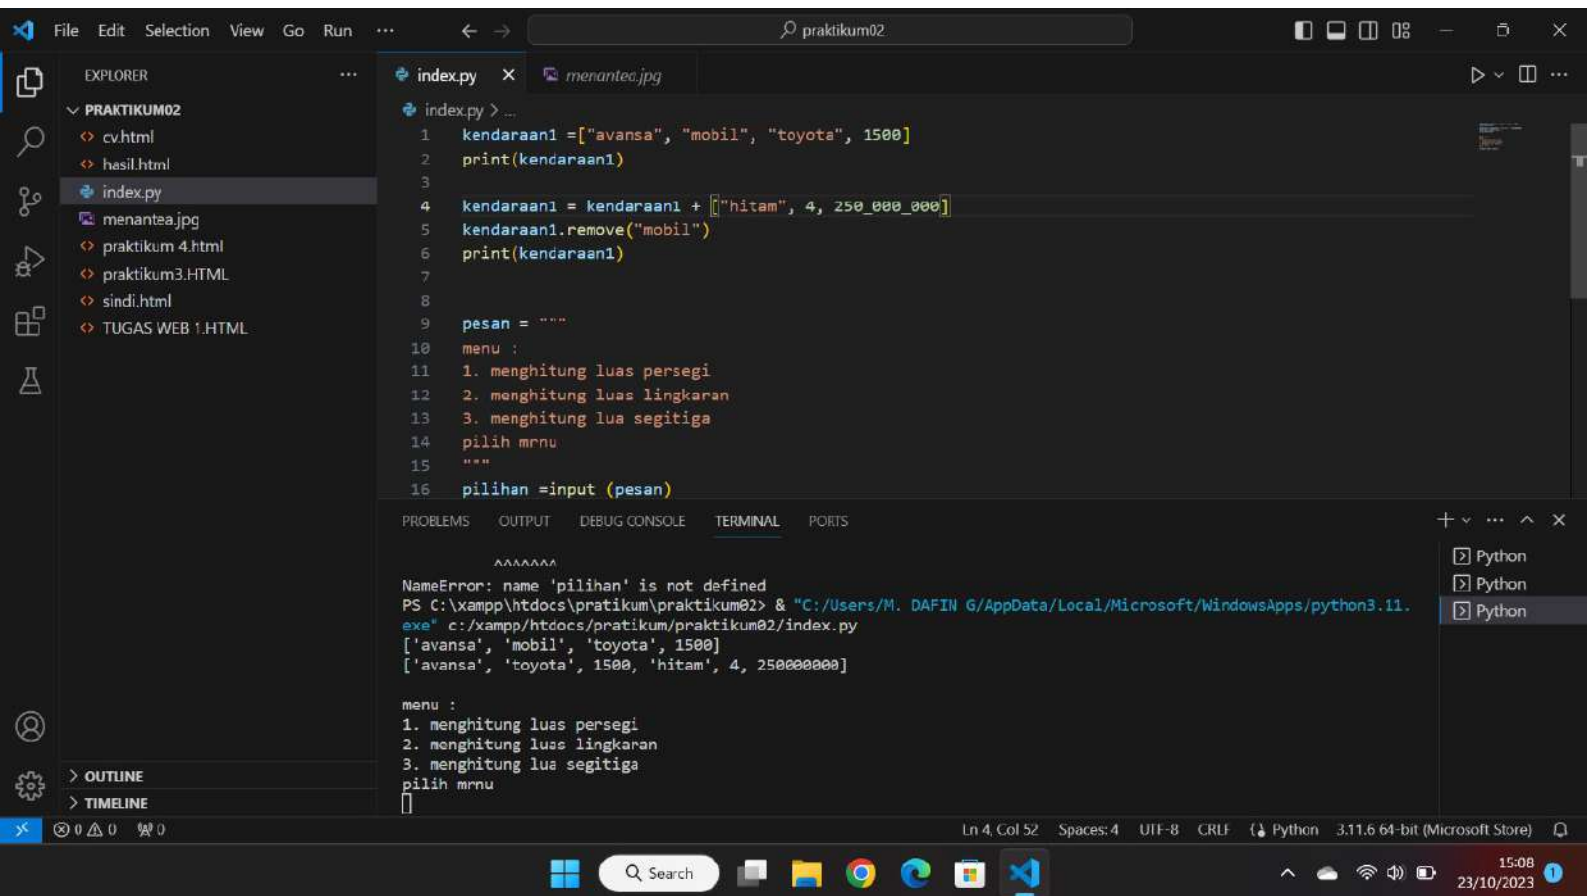 File Edit Selection View Go Run ... praktikum02
EXPLORER
PRAKTIKUM02
cv.html
hasil.html
index.py
menantea.jpg
praktikum 4.html
praktikum3.HTML
sindi.html
TUGAS WEB 1.HTML
OUTLINE
TIMELINE
index.py menantea.jpg
index.py > ...
1 kendaraan1 =["avansa", "mobil", "toyota", 1500]
2 print(kendaraan1)
3
4 kendaraan1 = kendaraan1 + ["hitam", 4, 250_000_000]
5 kendaraan1.remove("mobil")
6 print(kendaraan1)
7
8
9 pesan = """
10 menu :
11 1. menghitung luas persegi
12 2. menghitung luas lingkaran
13 3. menghitung lua segitiga
14 pilih mrnu
15 """
16 pilihan =input (pesan)
PROBLEMS OUTPUT DEBUG CONSOLE TERMINAL PORTS
^^^^^^^
NameError: name 'pilihan' is not defined
PS C:\xampp\htdocs\pratikum\praktikum02> & "C:/Users/M. DAFIN G/AppData/Local/Microsoft/WindowsApps/python3.11.
exe" c:/xampp/htdocs/pratikum/praktikum02/index.py
['avansa', 'mobil', 'toyota', 1500]
['avansa', 'toyota', 1500, 'hitam', 4, 250000000]
menu :
1. menghitung luas persegi
2. menghitung luas lingkaran
3. menghitung lua segitiga
pilih mrnu
Python
Python
Python
0 0 0 Ln 4, Col 52 Spaces: 4 UTF-8 CRLF Python 3.11.6 64-bit (Microsoft Store)
Search
15:08
23/10/2023
1